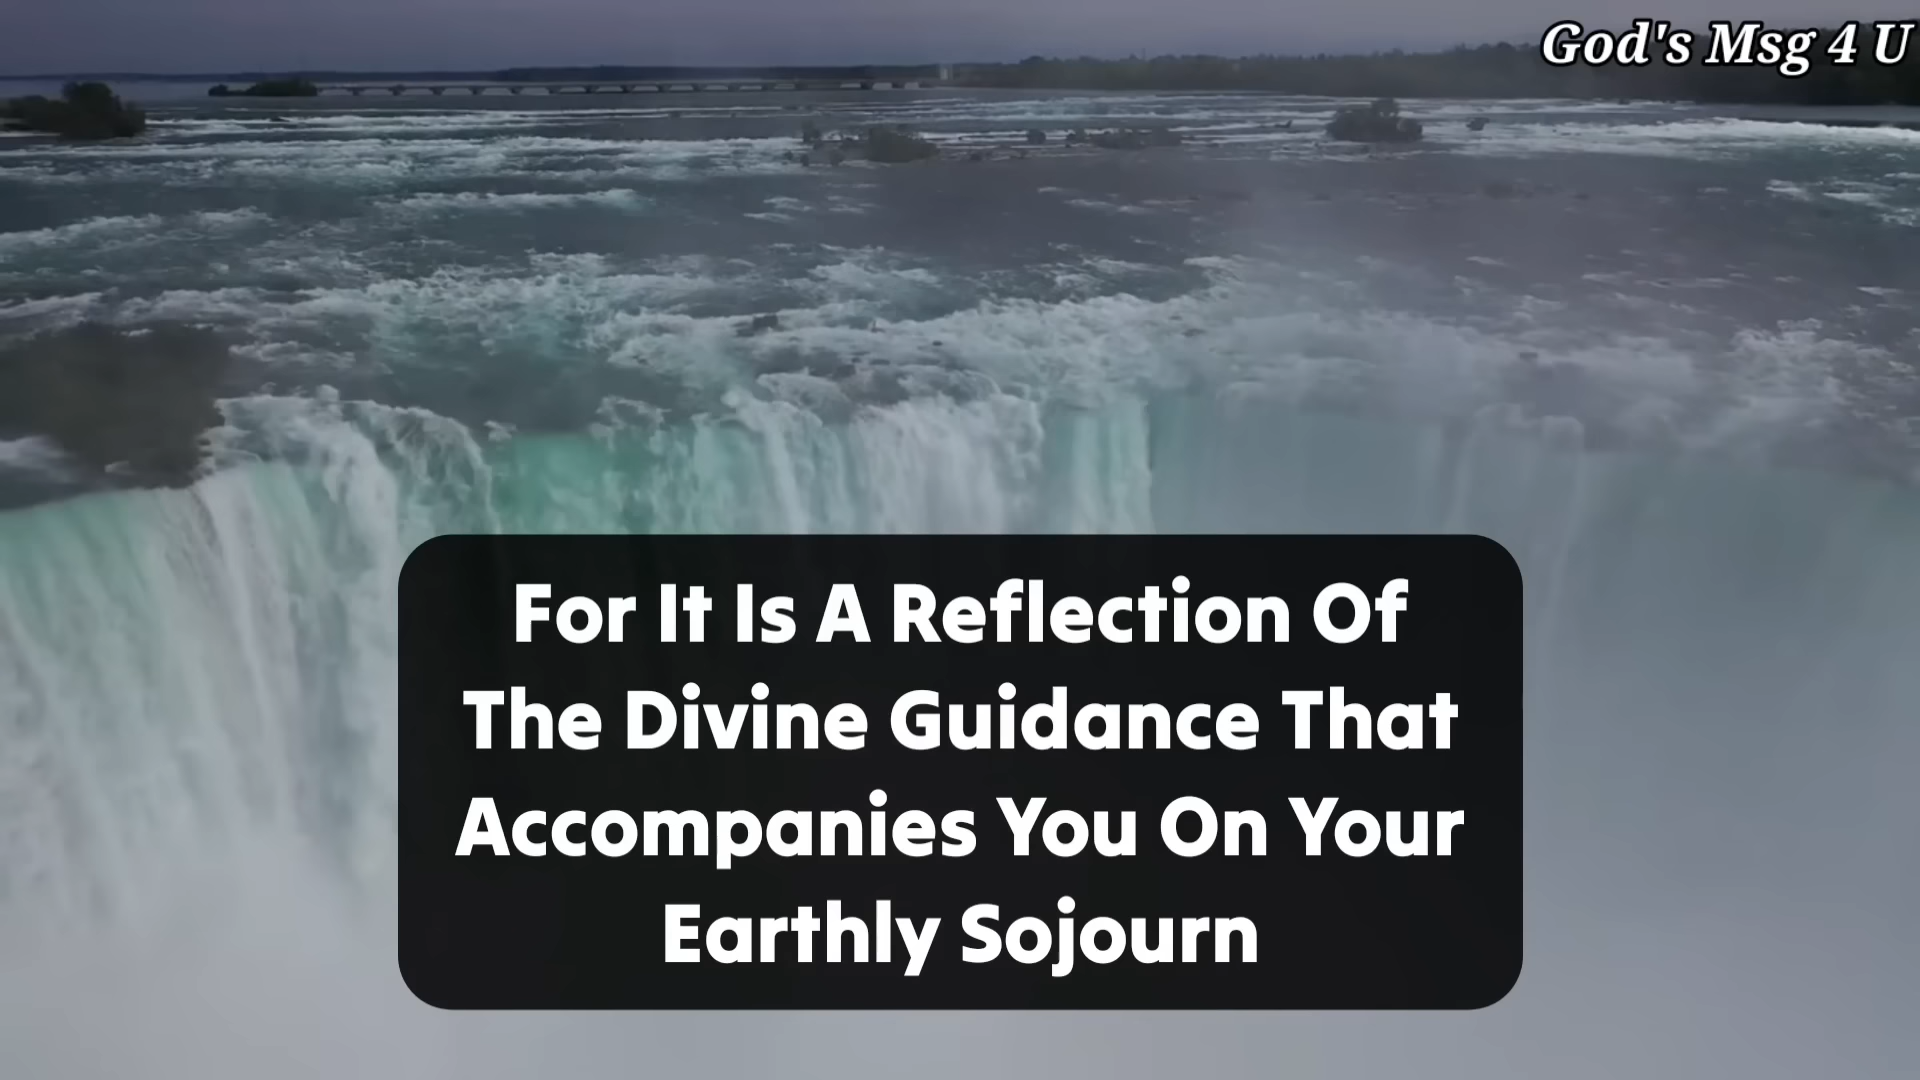 God's Msg 4 U
For It Is A Reflection Of
The Divine Guidance That
Accompanies You On Your
Earthly Sojourn